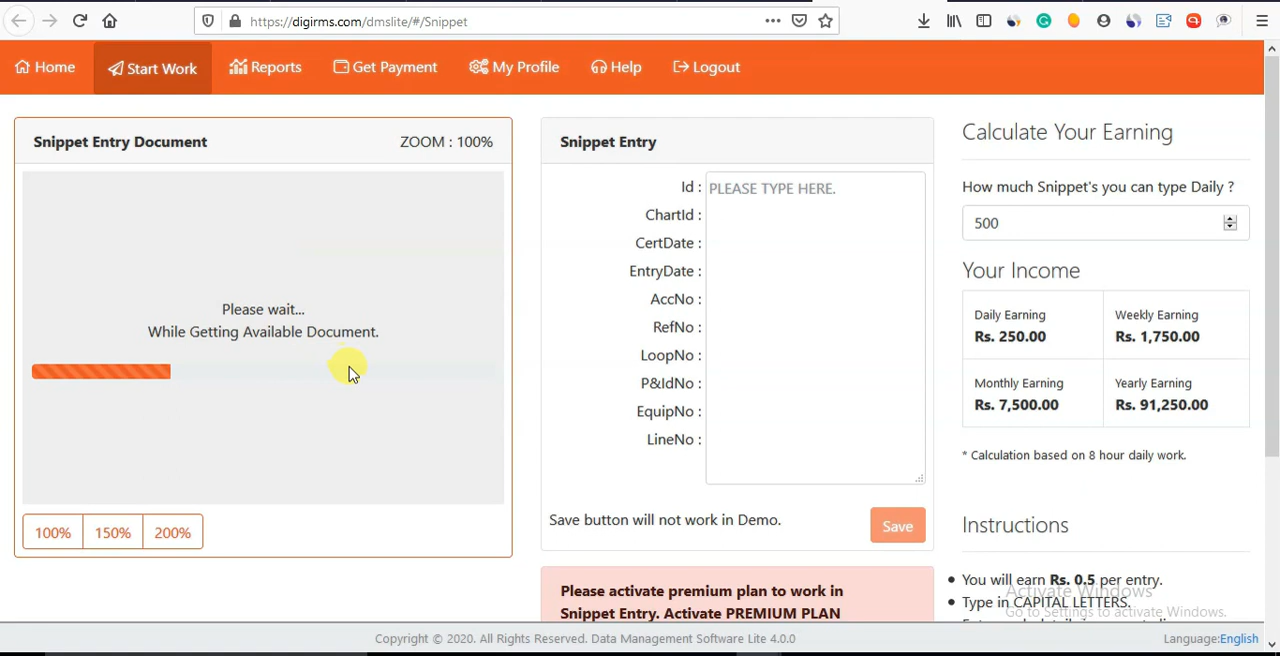 https://digirms.com/dmslite/#/Snippet
Home Start Work Reports Get Payment My Profile Help Logout
Snippet Entry Document ZOOM : 100%
Please wait...
While Getting Available Document.
100% 150% 200%
Snippet Entry
Id : PLEASE TYPE HERE.
ChartId :
CertDate :
EntryDate :
AccNo :
RefNo :
LoopNo :
P&IdNo :
EquipNo :
LineNo :
Save button will not work in Demo. Save
Please activate premium plan to work in
Snippet Entry. Activate PREMIUM PLAN
Calculate Your Earning
How much Snippet's you can type Daily ?
500
Your Income
Daily Earning Weekly Earning
Rs. 250.00 Rs. 1,750.00
Monthly Earning Yearly Earning
Rs. 7,500.00 Rs. 91,250.00
* Calculation based on 8 hour daily work.
Instructions
You will earn Rs. 0.5 per entry.
Activate Windows
Type in CAPITAL LETTERS.
Go to Settings to activate Windows.
Copyright © 2020. All Rights Reserved. Data Management Software Lite 4.0.0
Language:English